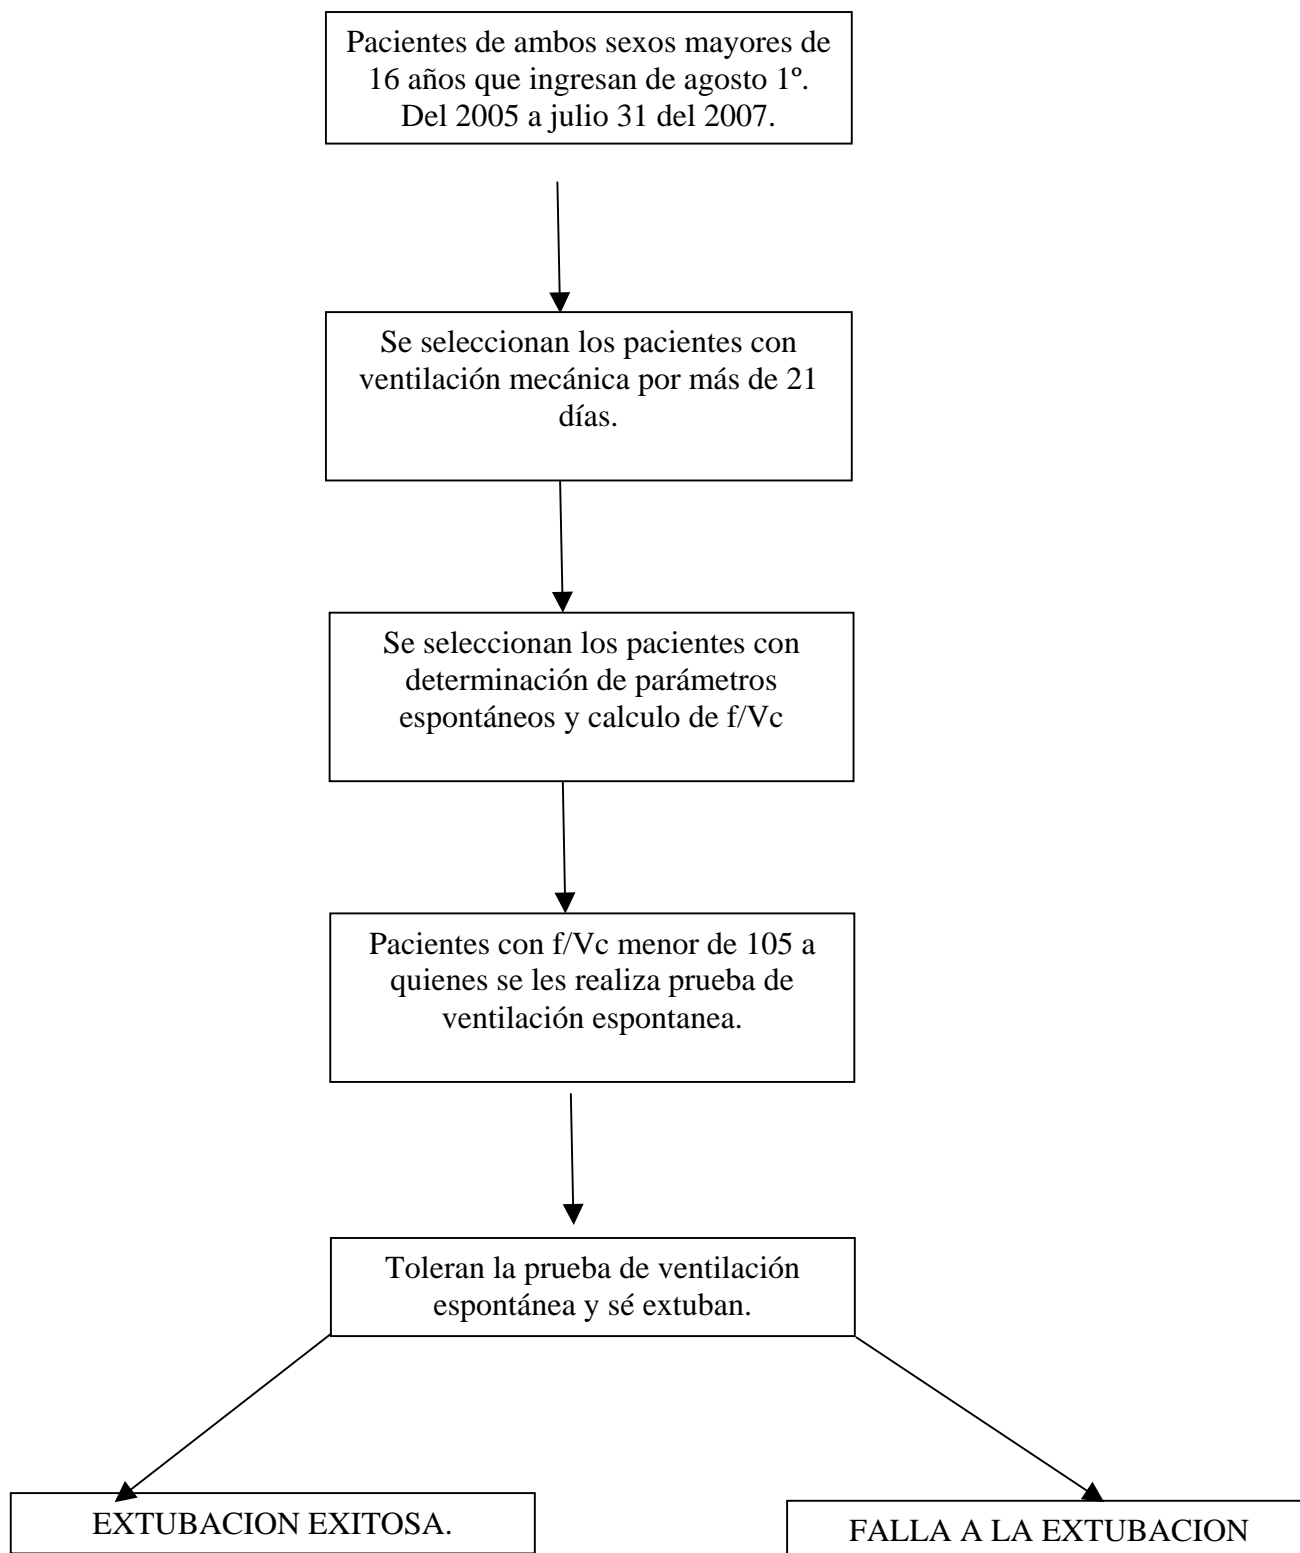 Pacientes de ambos sexos mayores de
16 años que ingresan de agosto 1º.
Del 2005 a julio 31 del 2007.
Se seleccionan los pacientes con
ventilación mecánica por más de 21
días.
Se seleccionan los pacientes con
determinación de parámetros
espontáneos y calculo de f/Vc
Pacientes con f/Vc menor de 105 a
quienes se les realiza prueba de
ventilación espontanea.
Toleran la prueba de ventilación
espontánea y sé extuban.
EXTUBACION EXITOSA.
FALLA A LA EXTUBACION